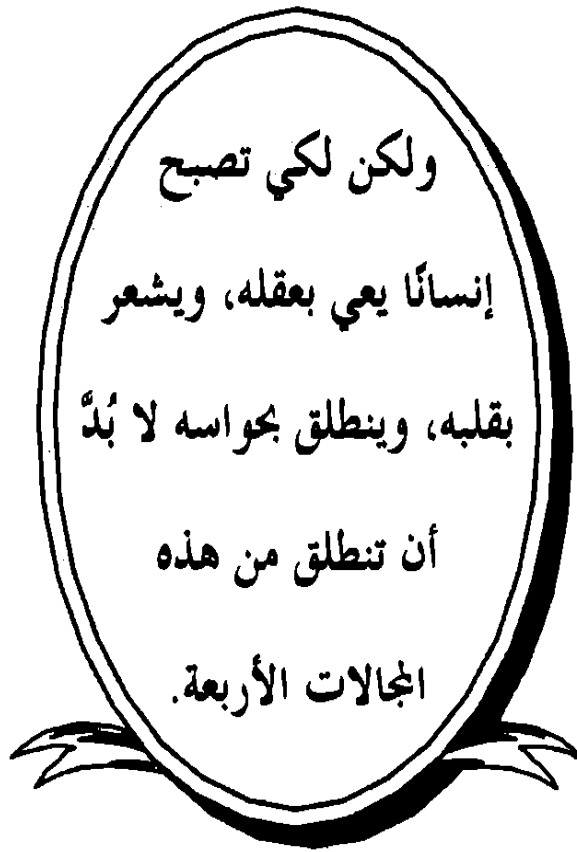 ولكن لكي تصبح
إنسانًا يعي بعقله، ويشعر
بقلبه، وينطلق بحواسه لا بُدَّ
أن تنطلق من هذه
المجالات الأربعة.